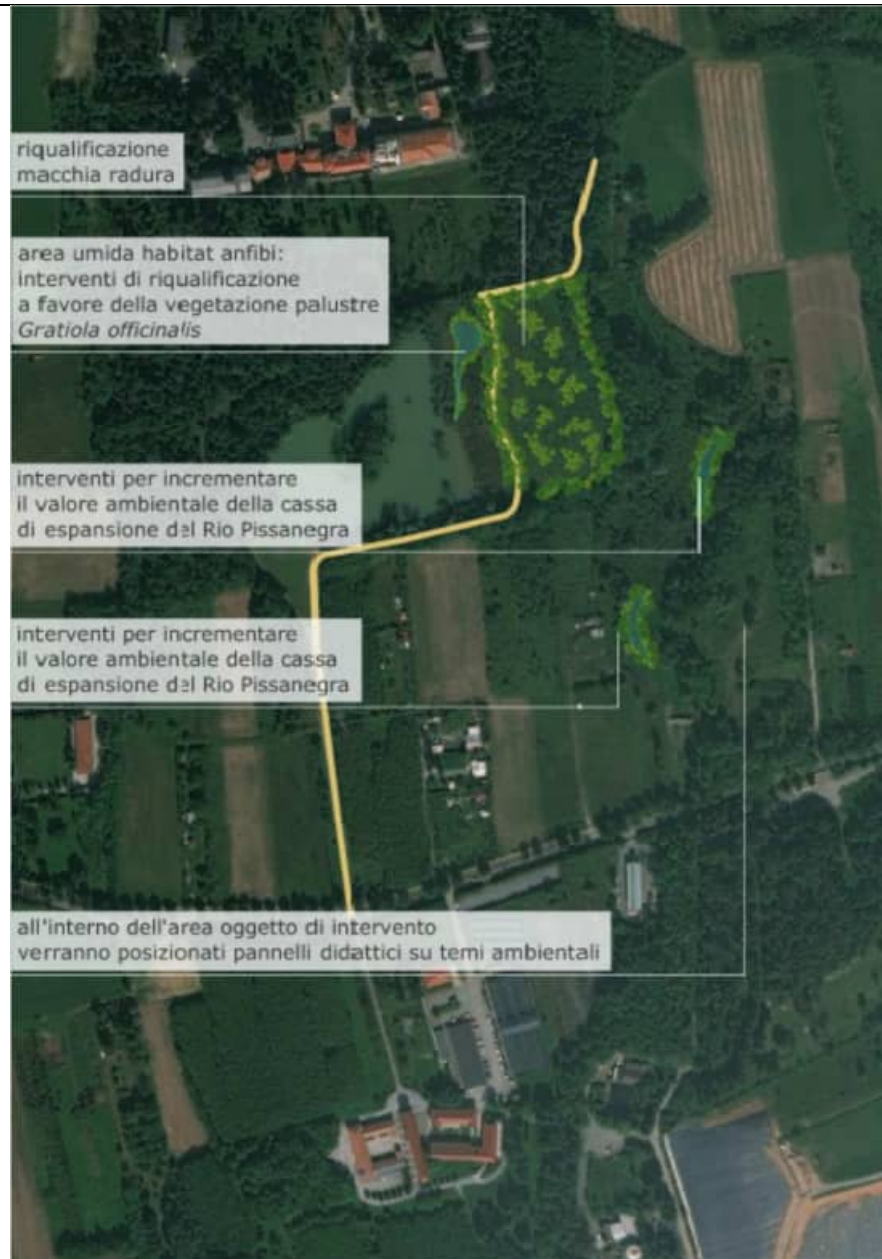 riqualificazione
macchia radura
area umida habitat anfibi:
interventi di riqualificazione
a favore della vegetazione palustre
Gratiola officinalis
interventi per incrementare
il valore ambientale della cassa
di espansione del Rio Pissanegra
interventi per incrementare
il valore ambientale della cassa
di espansione del Rio Pissanegra
all'interno dell'area oggetto di intervento
verranno posizionati pannelli didattici su temi ambientali